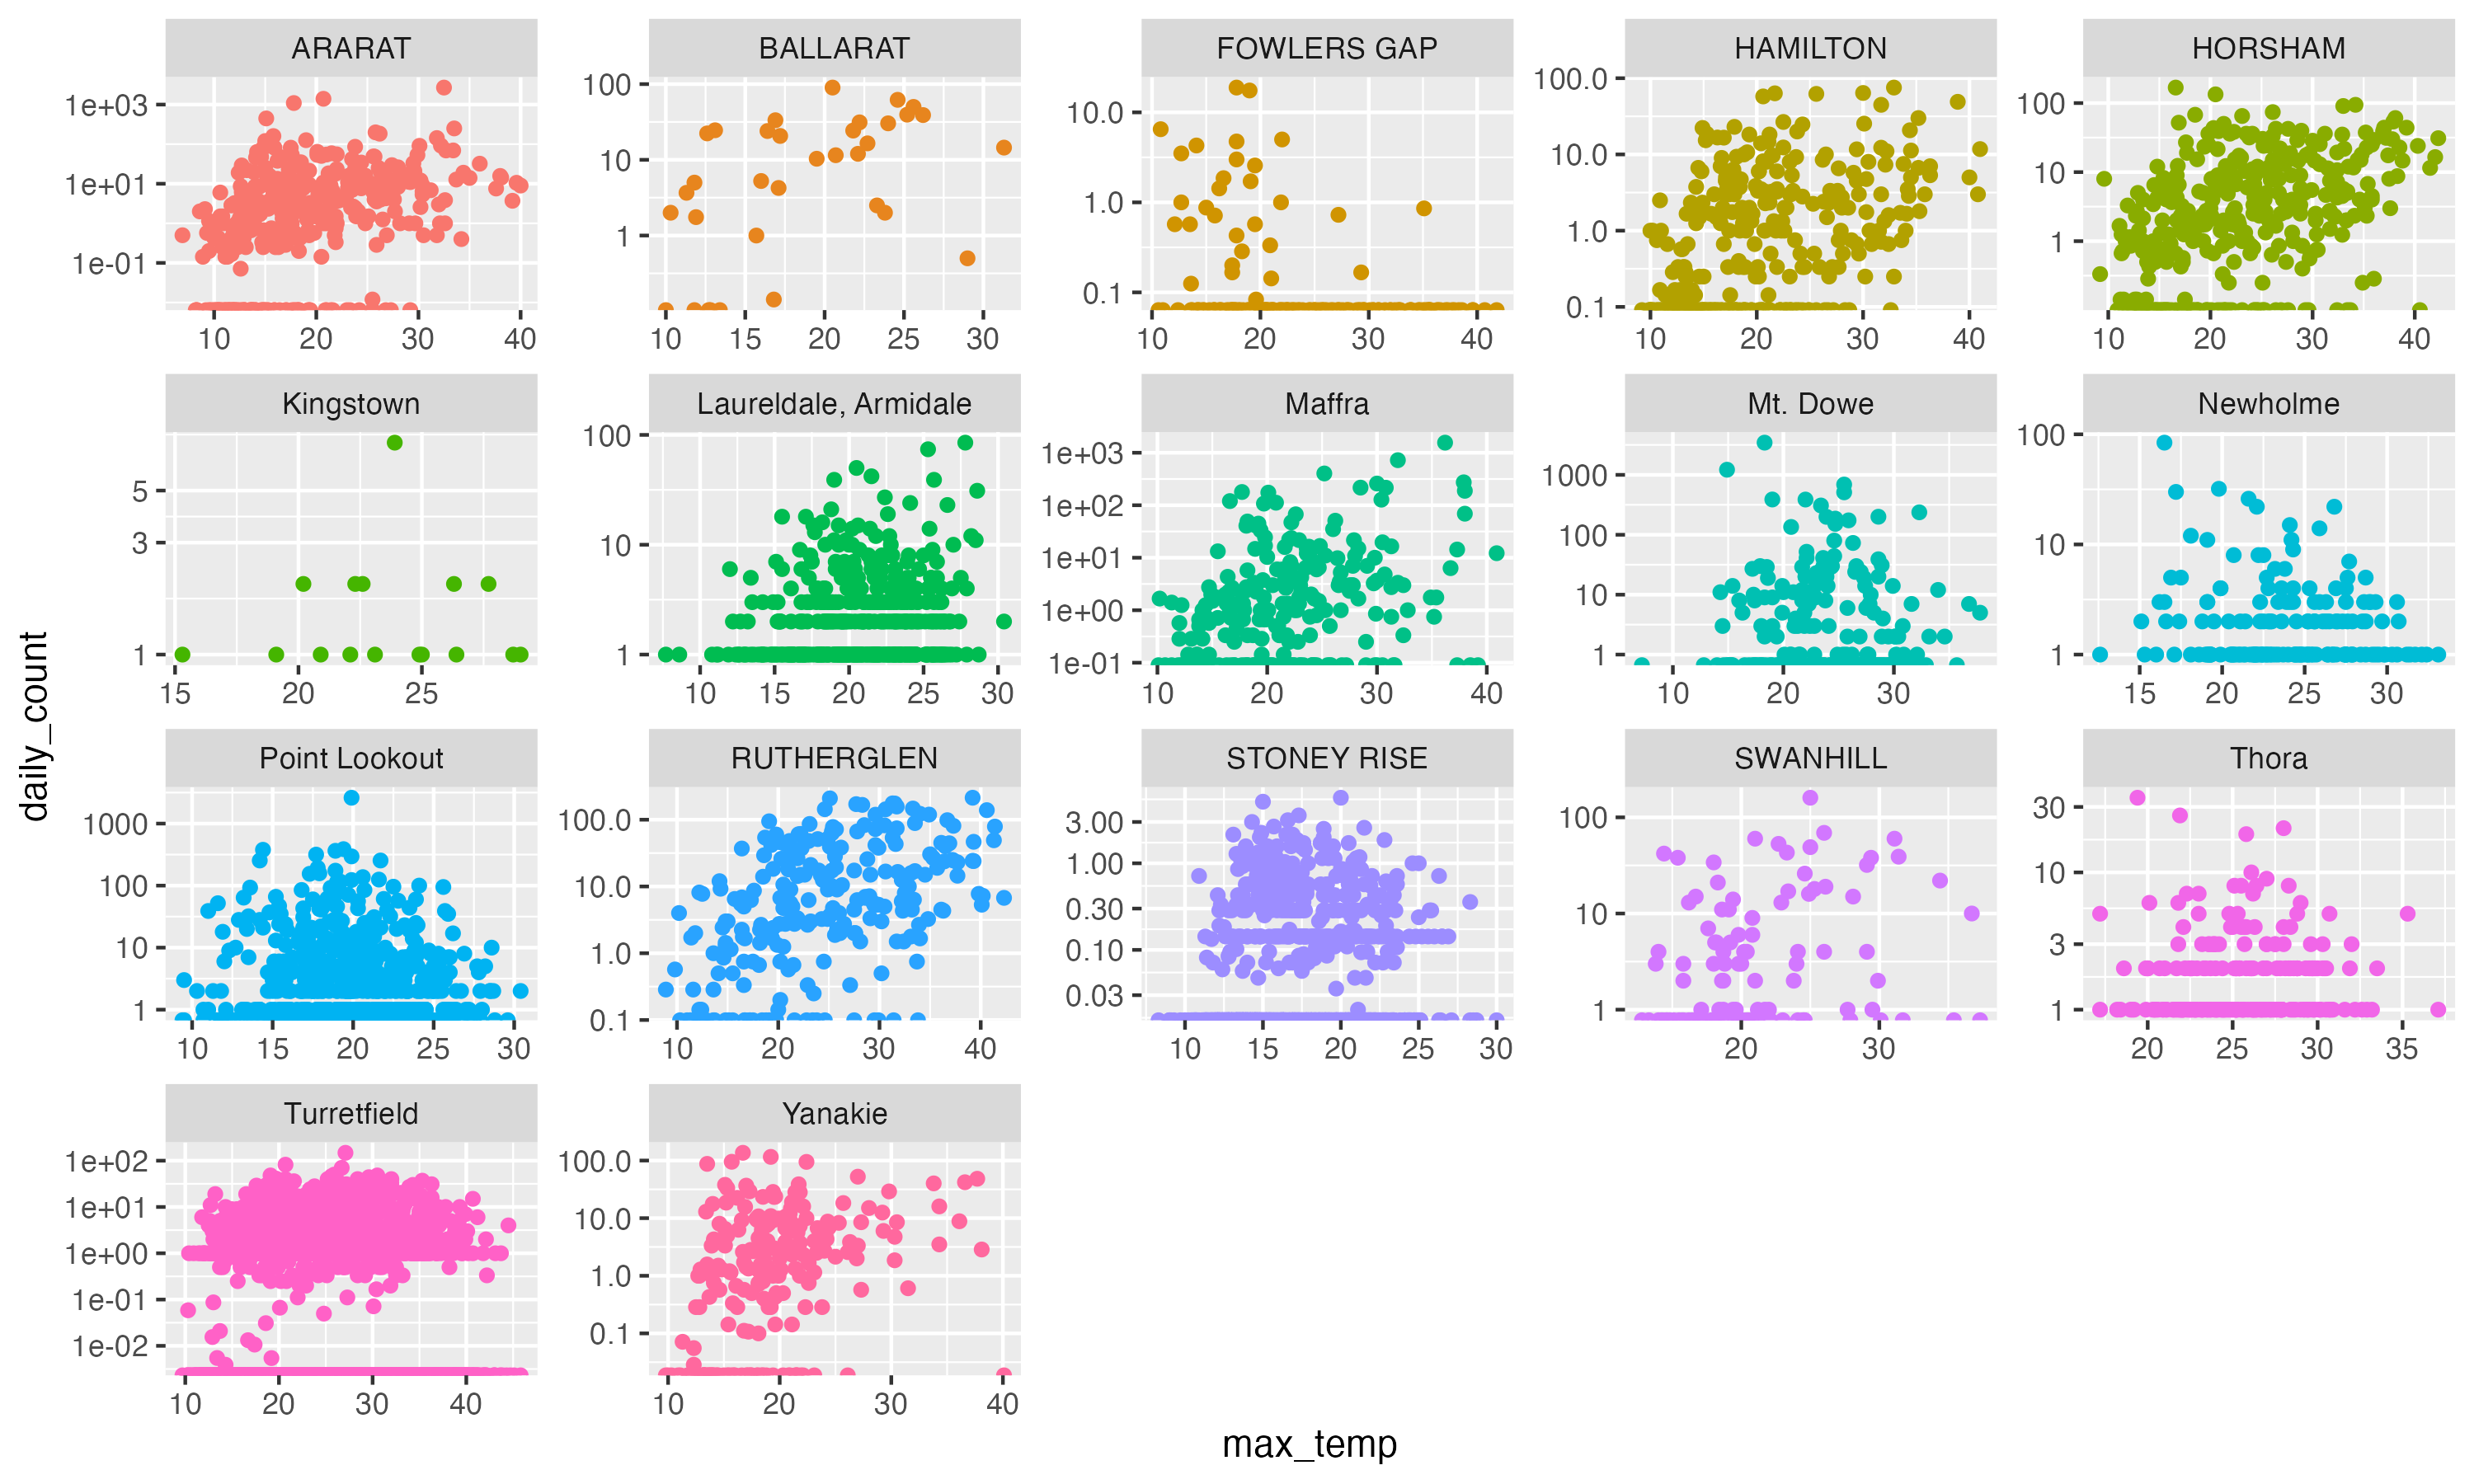 ARARAT BALLARAT FOWLERS GAP HAMILTON HORSHAM
1e+03 1e+01 1e-01
10 20 30 40
100 10 1
10 15 20 25 30
10.0 1.0 0.1
10 20 30 40
100.0 10.0 1.0 0.1
10 20 30 40
100 10 1
10 20 30 40
Kingstown Laureldale, Armidale Maffra Mt. Dowe Newholme
5 3 1
15 20 25
100 10 1
10 15 20 25 30
1e+03 1e+02 1e+01 1e+00 1e-01
10 20 30 40
1000 100 10 1
10 20 30
100 10 1
15 20 25 30
daily_count
Point Lookout RUTHERGLEN STONEY RISE SWANHILL Thora
1000 100 10 1
10 15 20 25 30
100.0 10.0 1.0 0.1
10 20 30 40
3.00 1.00 0.30 0.10 0.03
10 15 20 25 30
100 10 1
20 30
30 10 3 1
20 25 30 35
Turretfield Yanakie
1e+02 1e+01 1e+00 1e-01 1e-02
10 20 30 40
100.0 10.0 1.0 0.1
10 20 30 40
max_temp